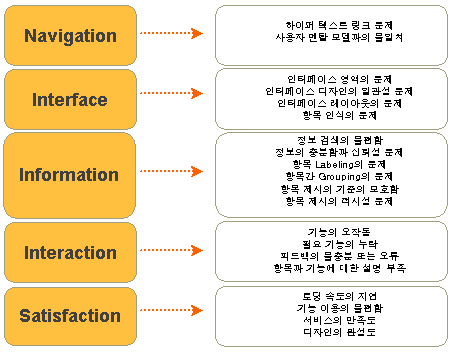 Navigation
하이퍼 텍스트 링크 문제
사용자 멘탈 모델과의 불일치
Interface
인터페이스 영역의 문제
인터페이스 디자인의 일관성 문제
인터페이스 레이아웃의 문제
항목 인식의 문제
Information
정보 검색의 불편함
정보의 충분함과 신뢰성 문제
항목 Labeling의 문제
항목간 Grouping의 문제
항목 제시의 기준의 모호함
항목 제시의 적시성 문제
Interaction
기능의 오작동
필요 기능의 누락
피드백의 불충분 또는 오류
항목과 기능에 대한 설명 부족
Satisfaction
로딩 속도의 지연
기능 이용의 불편함
서비스의 만족도
디자인의 완성도